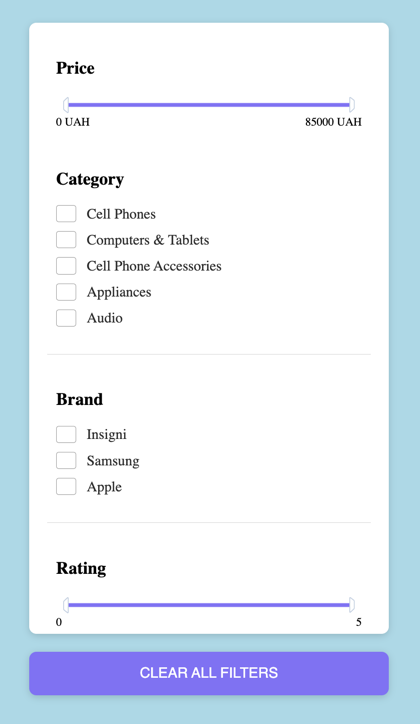 Price
0 UAH 85000 UAH
Category
Cell Phones
Computers & Tablets
Cell Phone Accessories
Appliances
Audio
Brand
Insigni
Samsung
Apple
Rating
0 5
CLEAR ALL FILTERS